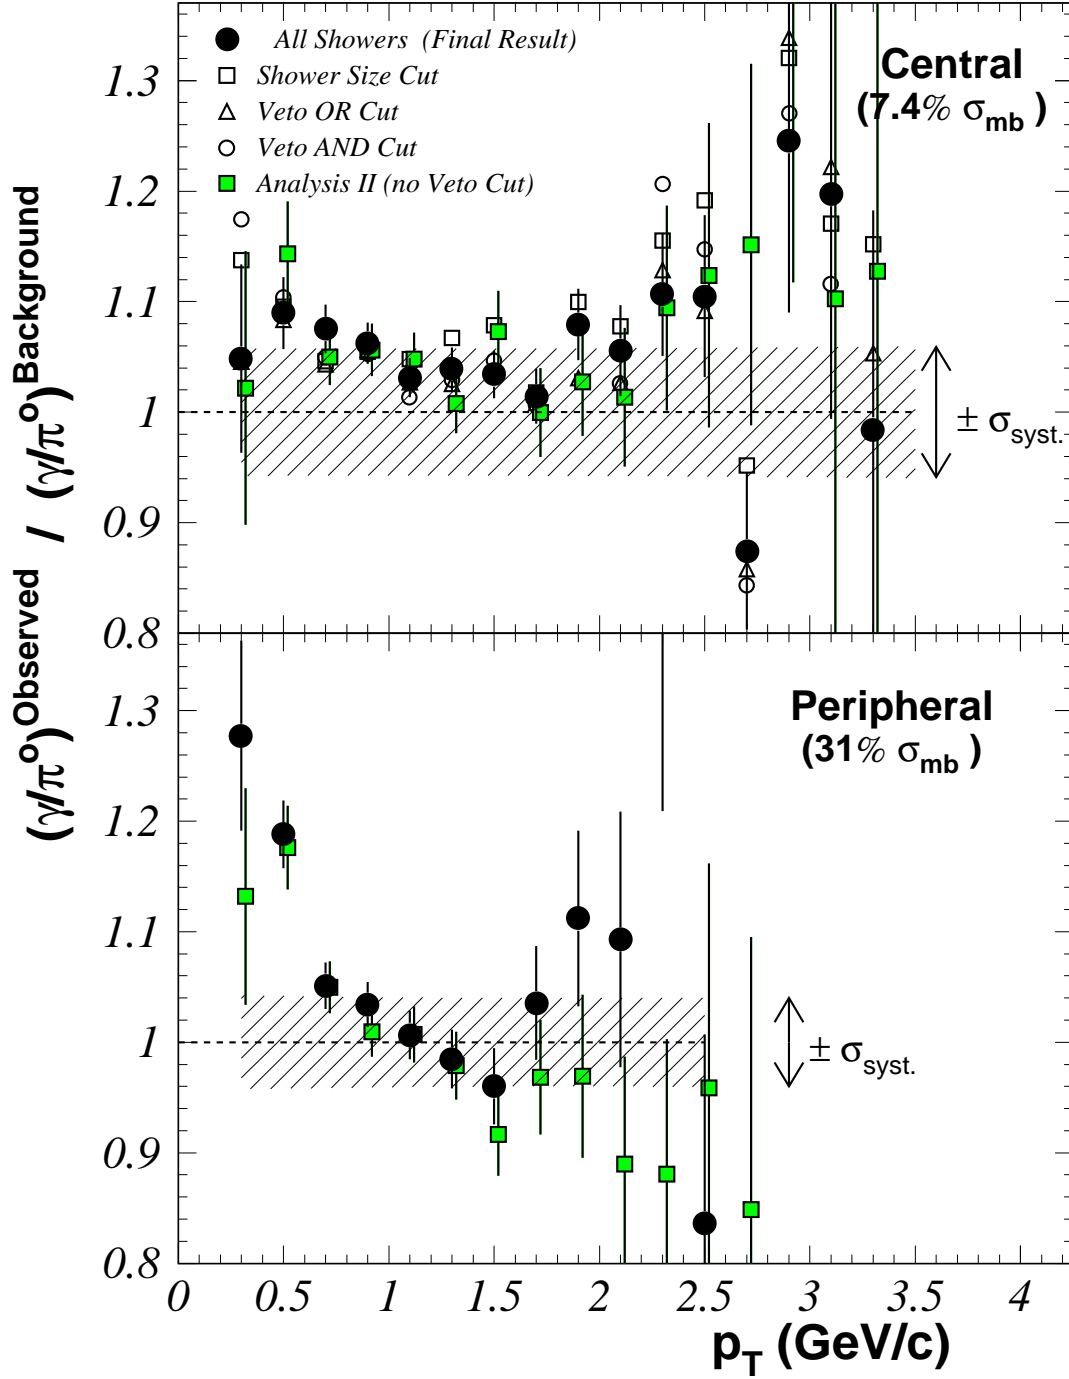 All Showers (Final Result)
Shower Size Cut
Veto OR Cut
Veto AND Cut
Analysis II (no Veto Cut)
Central
(7.4% σmb )
± σsyst.
1.3
1.2
1.1
1
0.9
0.8
(γ/π⁰)Observed / (γ/π⁰)Background
Peripheral
(31% σmb )
± σsyst.
1.3
1.2
1.1
1
0.9
0.8
0 0.5 1 1.5 2 2.5 3 3.5 4
pT (GeV/c)